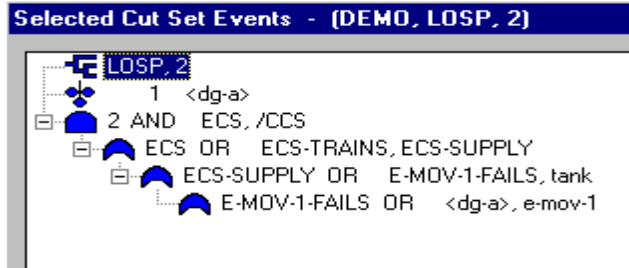 Selected Cut Set Events - (DEMO, LOSP, 2)
LOSP, 2
1 <dg-a>
2 AND ECS, /CCS
ECS OR ECS-TRAINS, ECS-SUPPLY
ECS-SUPPLY OR E-MOV-1-FAILS, tank
E-MOV-1-FAILS OR <dg-a>, e-mov-1